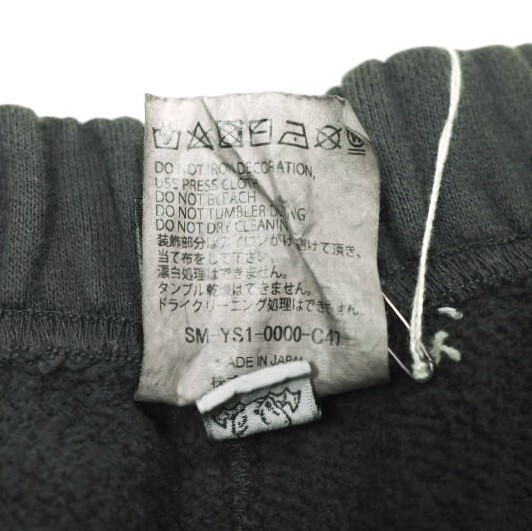 DO NOT IRON DECORATION,
USE PRESS CLOTH
DO NOT BLEACH
DO NOT TUMBLER DRING
DO NOT DRY CLEANING
装飾部分はアイロンがけ避けて頂き、
当て布をして下さい。
漂白処理はできません。
タンブル乾燥はできません。
ドライクリーニング処理はできません。
SM-YS1-0000-C41
MADE IN JAPAN